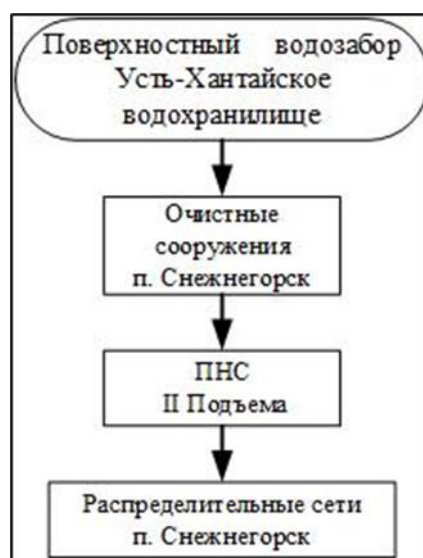 Поверхностный водозабор
Усть-Хантайское
водохранилище
Очистные
сооружения
п. Снежнегорск
ПНС
II Подъема
Распределительные сети
п. Снежнегорск